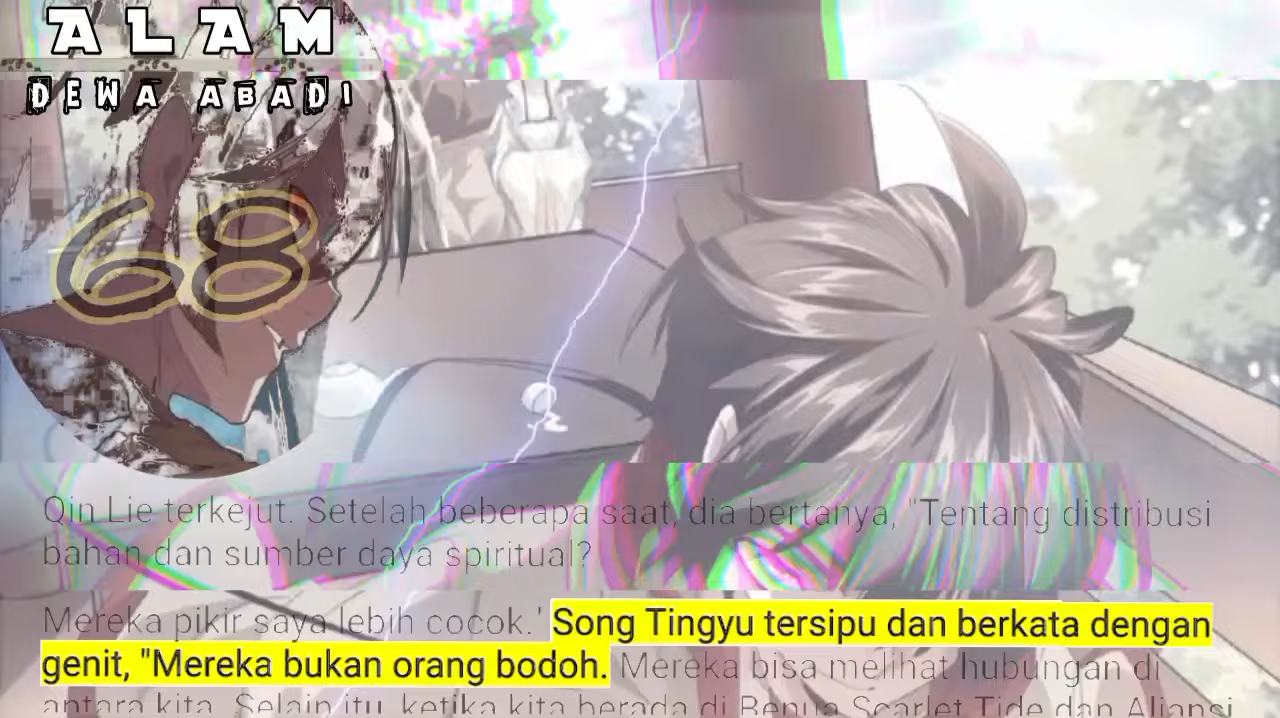 ALAM
DEWA ABADI
68
Qin Lie terkejut. Setelah beberapa saat, dia bertanya, "Tentang distribusi
bahan dan sumber daya spiritual?
Mereka pikir saya lebih cocok.' Song Tingyu tersipu dan berkata dengan
genit, "Mereka bukan orang bodoh. Mereka bisa melihat hubungan di
antara kita. Selain itu, ketika kita berada di Benua Scarlet Tide dan Aliansi